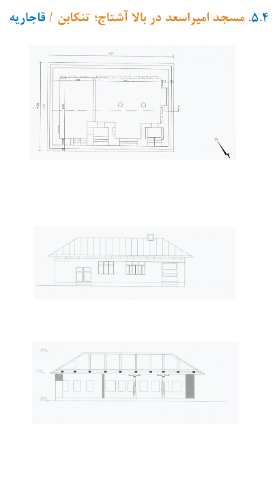 ۵.۴. مسجد امیراسعد در بالا آشتاج؛ تنکابن / قاجاریه